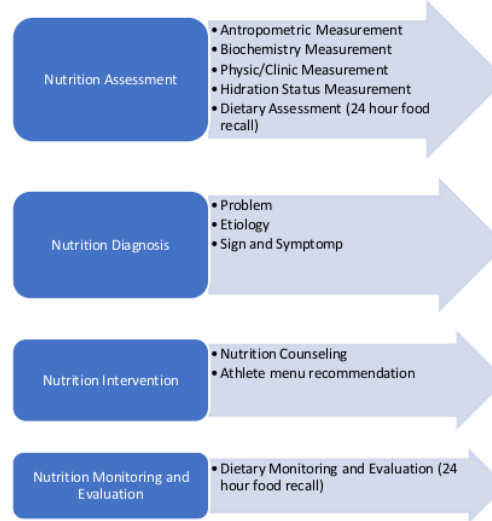 Nutrition Assessment
• Antropometric Measurement
• Biochemistry Measurement
• Physic/Clinic Measurement
• Hidration Status Measurement
• Dietary Assessment (24 hour food
recall)
Nutrition Diagnosis
• Problem
• Etiology
• Sign and Symptomp
Nutrition Intervention
• Nutrition Counseling
• Athlete menu recommendation
Nutrition Monitoring and
Evaluation
• Dietary Monitoring and Evaluation (24
hour food recall)